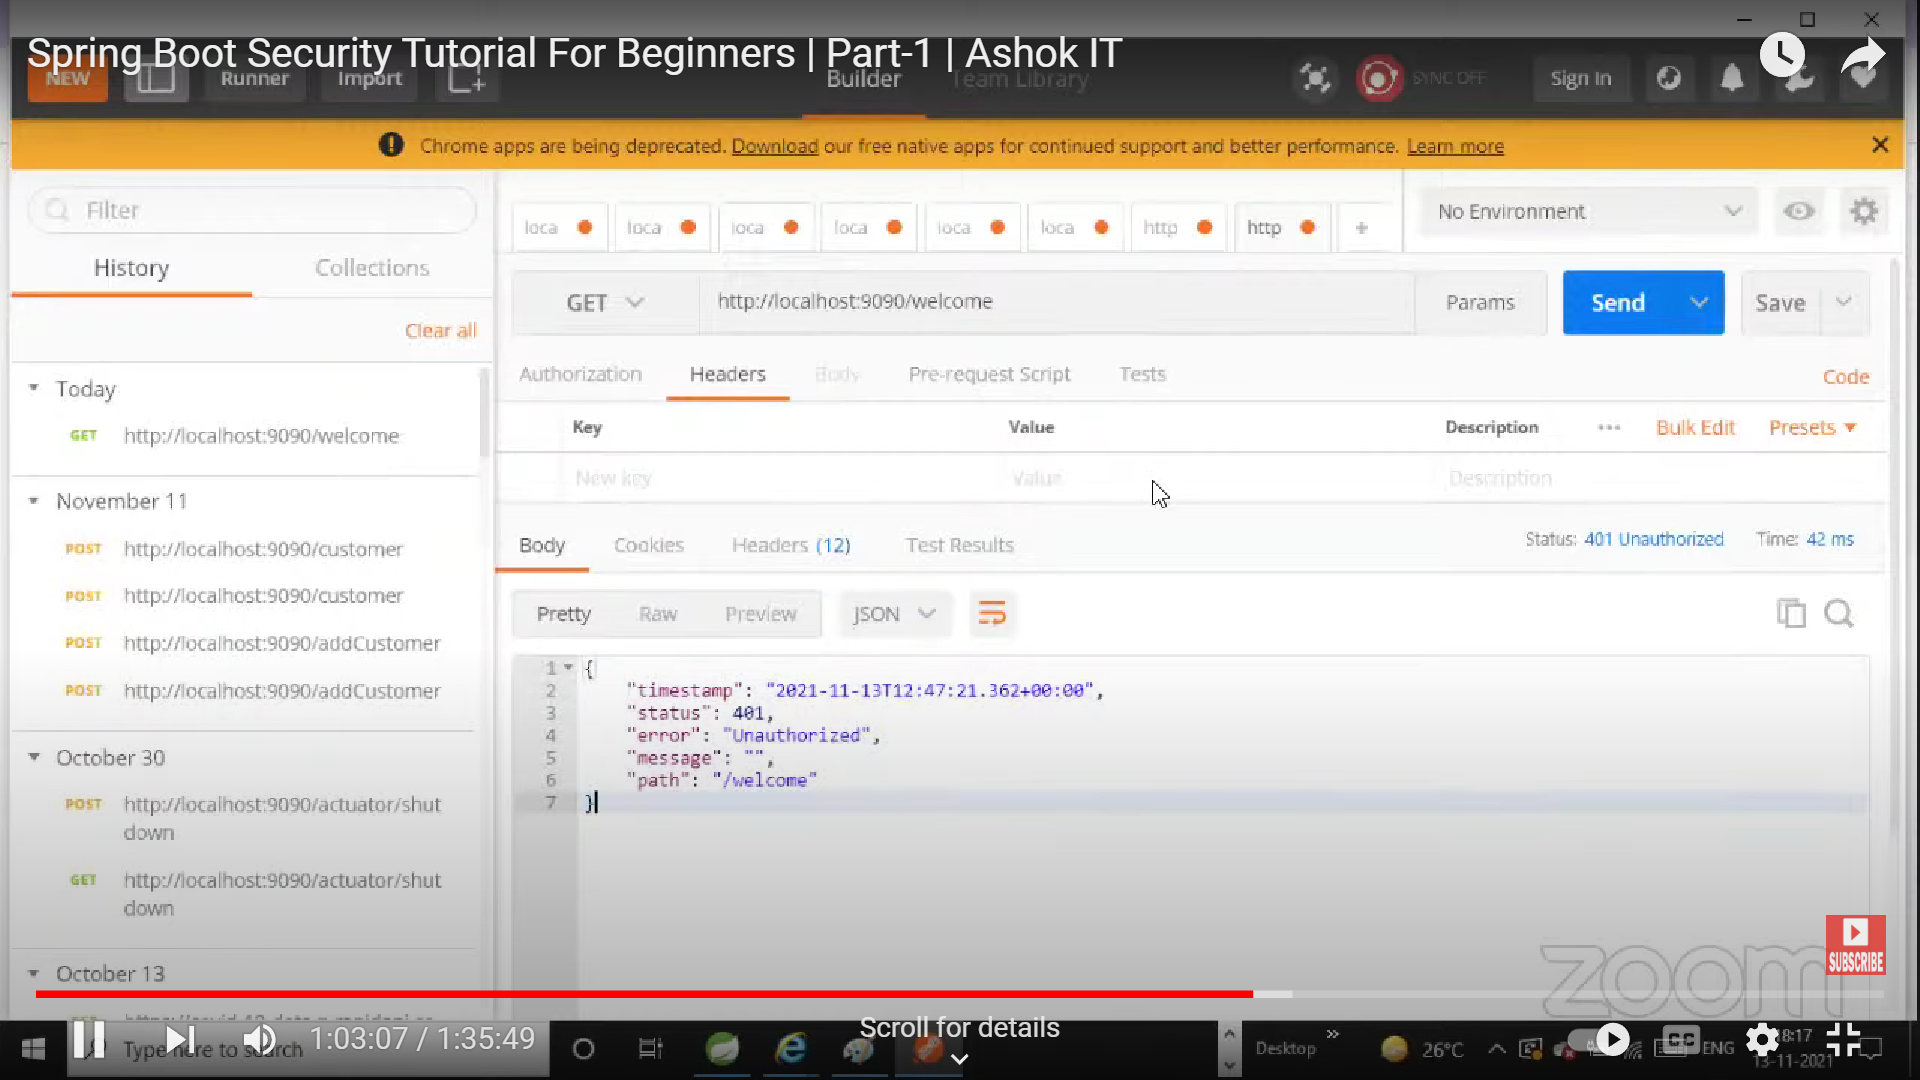 Spring Boot Security Tutorial For Beginners | Part-1 | Ashok IT
NEW Runner Import Builder Team Library SYNC OFF Sign In
Chrome apps are being deprecated. Download our free native apps for continued support and better performance. Learn more
Filter
loca loca loca loca loca loca http http + No Environment
History Collections
GET http://localhost:9090/welcome Params Send Save
Clear all
Authorization Headers Body Pre-request Script Tests Code
Today
GET http://localhost:9090/welcome
Key Value Description ••• Bulk Edit Presets
New key Value Description
November 11
POST http://localhost:9090/customer
POST http://localhost:9090/customer
POST http://localhost:9090/addCustomer
POST http://localhost:9090/addCustomer
October 30
POST http://localhost:9090/actuator/shut
down
GET http://localhost:9090/actuator/shut
down
October 13
Body Cookies Headers (12) Test Results Status: 401 Unauthorized Time: 42 ms
Pretty Raw Preview JSON
1 {
2 "timestamp": "2021-11-13T12:47:21.362+00:00",
3 "status": 401,
4 "error": "Unauthorized",
5 "message": "",
6 "path": "/welcome"
7 }
zoom
SUBSCRIBE
1:03:07 / 1:35:49
Scroll for details
Type here to search
Desktop 26°C CC ENG 18:17
13-11-2021